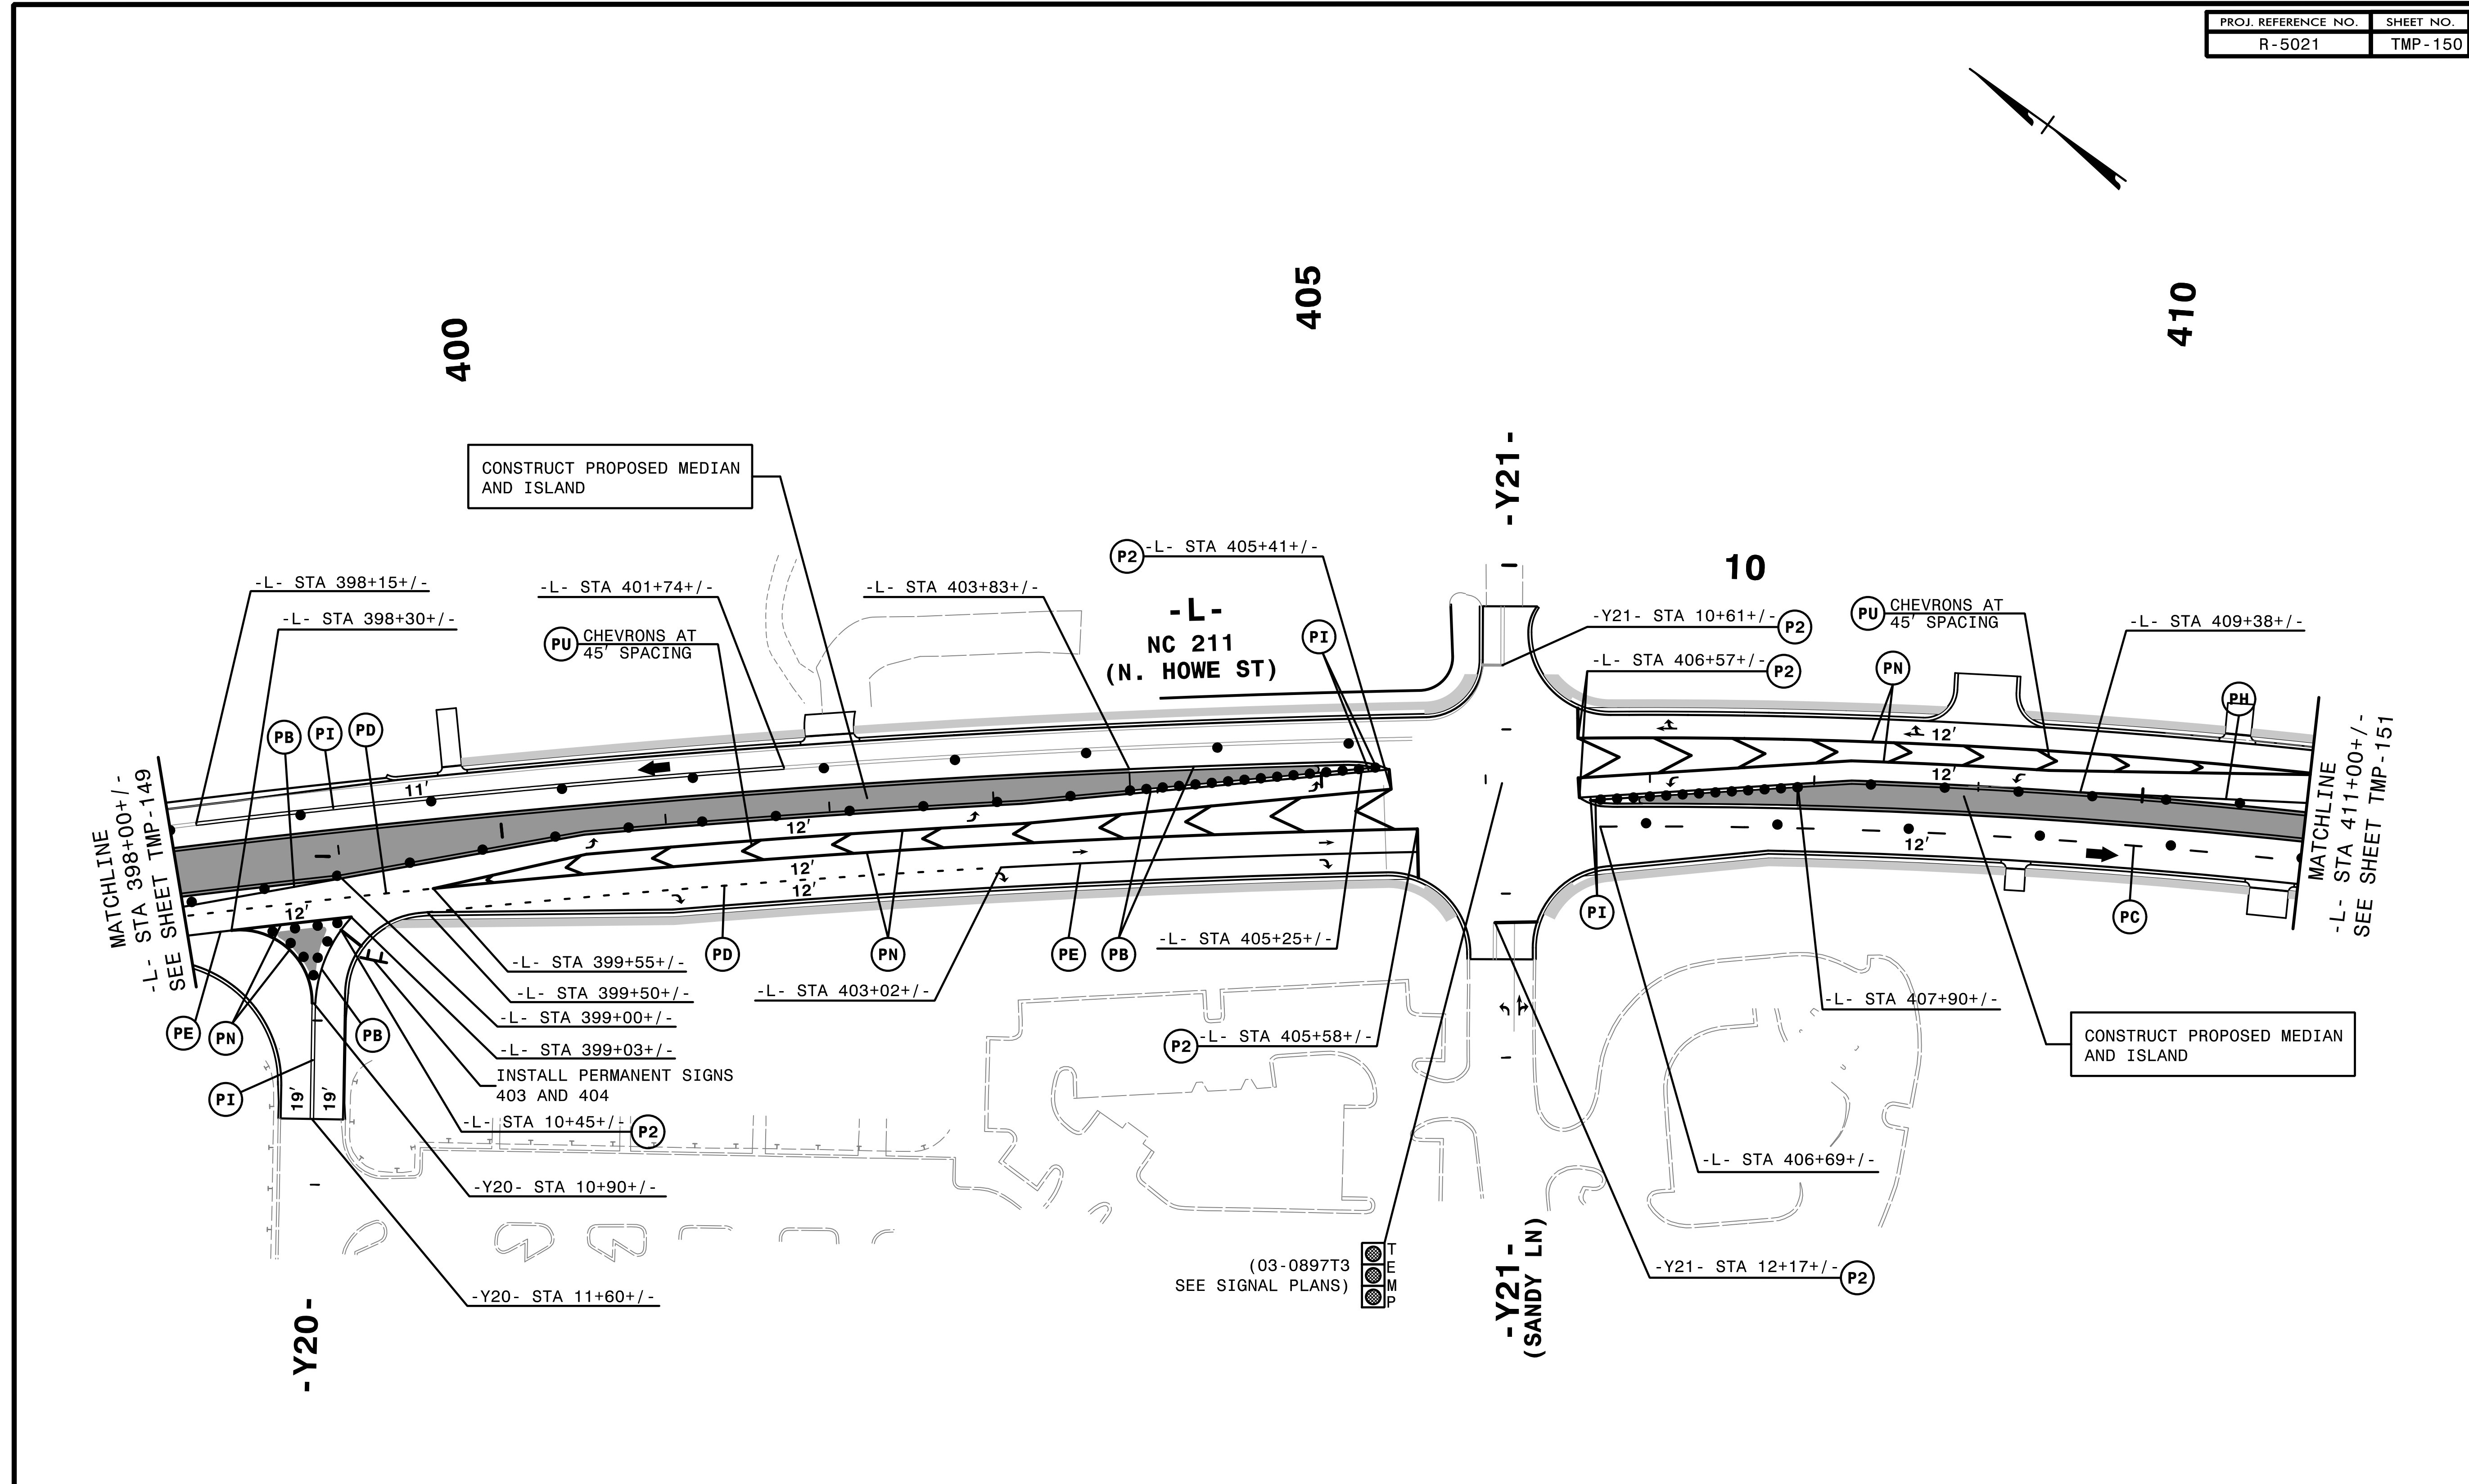 PROJ. REFERENCE NO.
SHEET NO.
R-5021
TMP-150
400
405
410
CONSTRUCT PROPOSED MEDIAN
AND ISLAND
-Y21-
P2
-L- STA 405+41+/-
10
-L- STA 398+15+/-
-L- STA 401+74+/-
-L- STA 403+83+/-
-L-
NC 211
(N. HOWE ST)
PI
-L- STA 398+30+/-
PU
CHEVRONS AT
45' SPACING
-Y21- STA 10+61+/-
P2
PU
CHEVRONS AT
45' SPACING
-L- STA 409+38+/-
-L- STA 406+57+/-
P2
PN
PH
PB
PI
PD
MATCHLINE
-L- STA 398+00+/-
SEE SHEET TMP-149
11'
12'
12'
12'
12'
12'
12'
12'
MATCHLINE
-L- STA 411+00+/-
SEE SHEET TMP-151
PI
PC
PD
PN
PE
PB
-L- STA 405+25+/-
-L- STA 399+55+/-
-L- STA 399+50+/-
-L- STA 403+02+/-
-L- STA 407+90+/-
-L- STA 399+00+/-
PE
PN
PB
P2
-L- STA 405+58+/-
CONSTRUCT PROPOSED MEDIAN
AND ISLAND
-L- STA 399+03+/-
INSTALL PERMANENT SIGNS
403 AND 404
PI
19'
19'
-L- STA 10+45+/-
P2
-L- STA 406+69+/-
-Y20- STA 10+90+/-
(03-0897T3
SEE SIGNAL PLANS)
TEMP
-Y21-
(SANDY LN)
-Y21- STA 12+17+/-
P2
-Y20- STA 11+60+/-
-Y20-